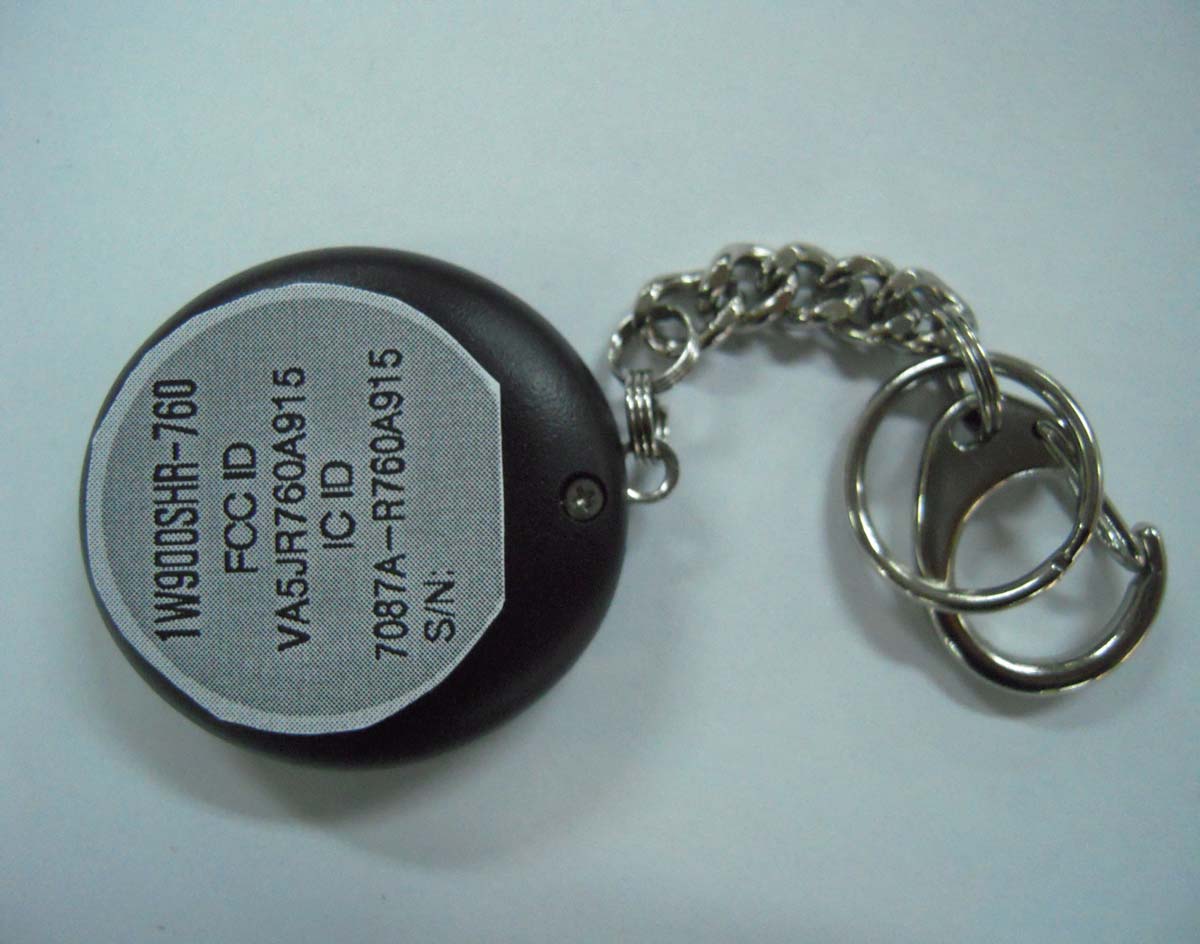 1W900SHR-760
FCC ID
VA5JR760A915
IC ID
7087A-R760A915
S/N: